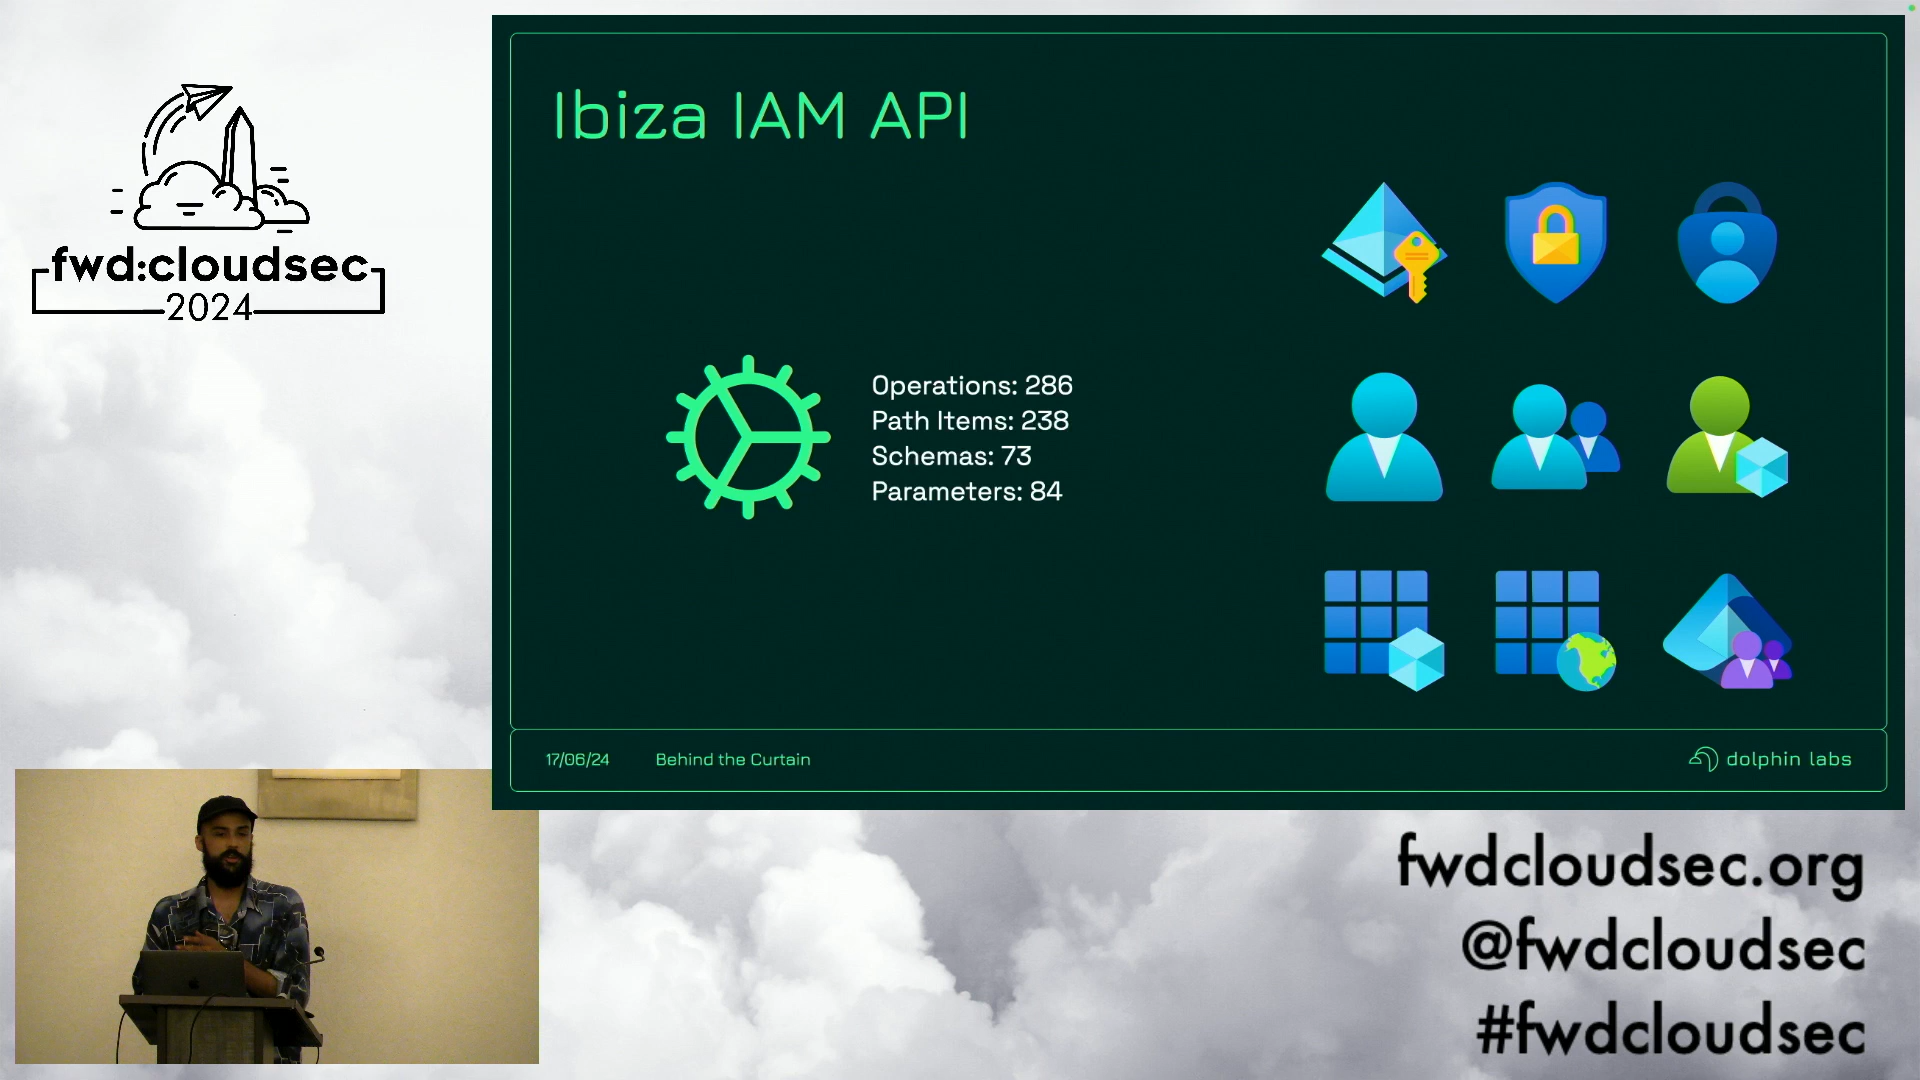 fwd:cloudsec
2024
Ibiza IAM API
Operations: 286
Path Items: 238
Schemas: 73
Parameters: 84
17/06/24
Behind the Curtain
dolphin labs
fwdcloudsec.org
@fwdcloudsec
#fwdcloudsec